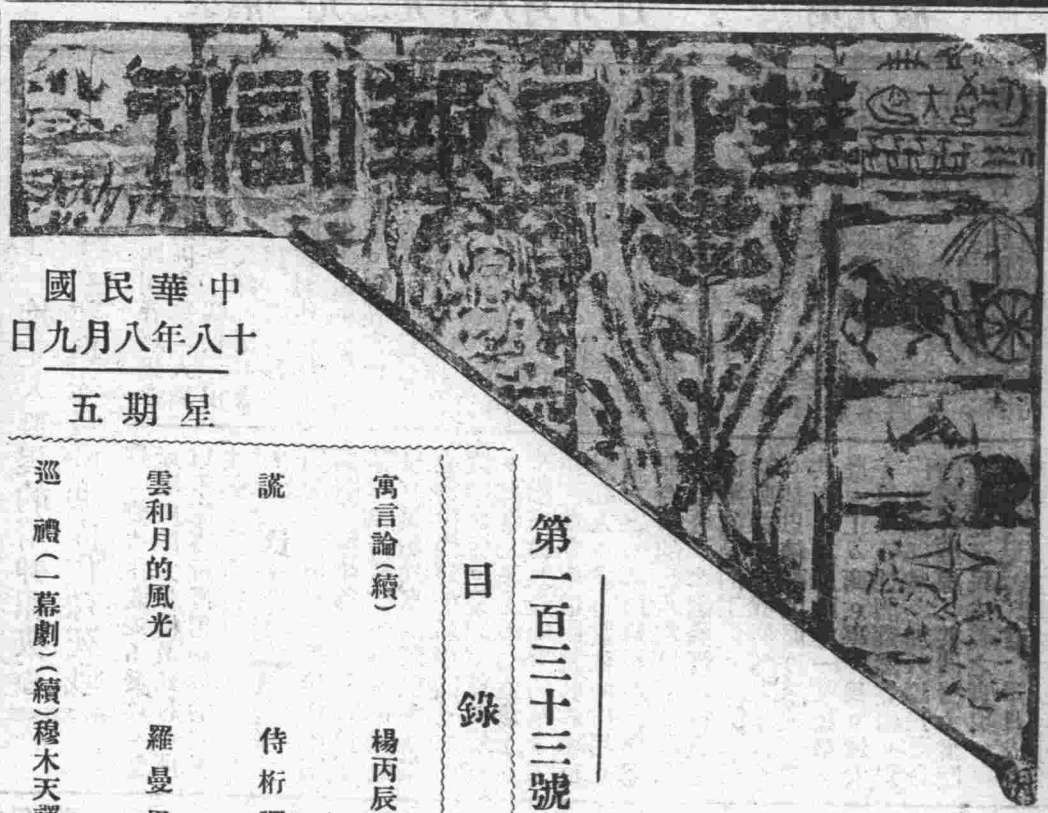 華北日報副刊
中華民國
十八年八月九日
星期五
第一百三十三號
目錄
寓言論(續) 楊丙辰
謊 侍桁譯
雲和月的風光 羅曼
巡禮(一幕劇)(續)穆木天譯